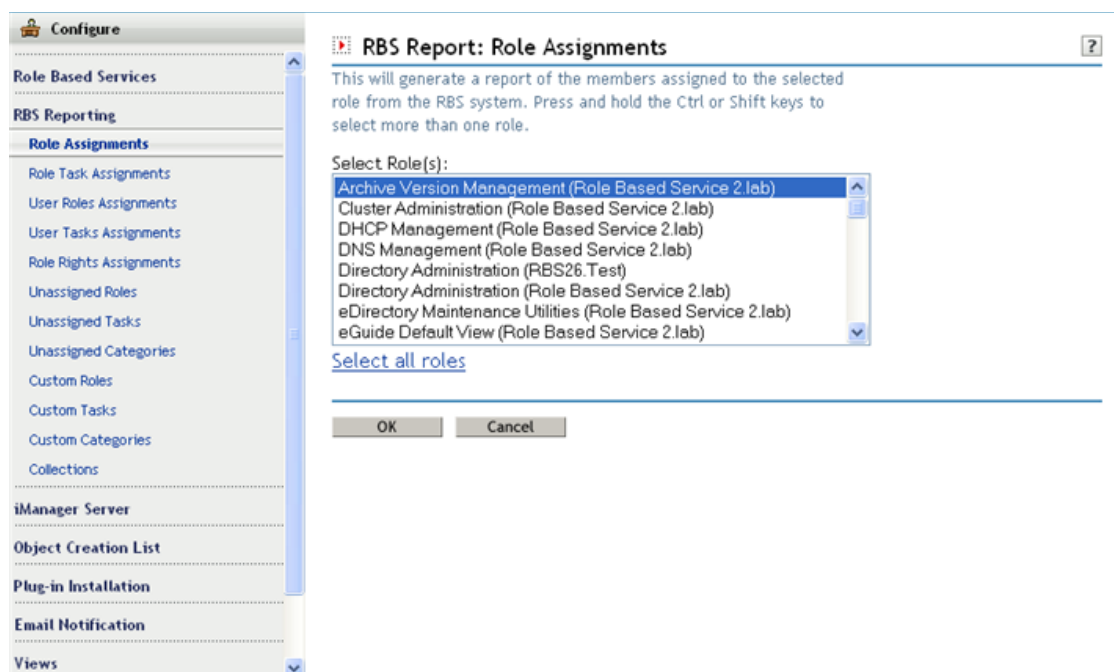 Configure
Role Based Services
RBS Reporting
Role Assignments
Role Task Assignments
User Roles Assignments
User Tasks Assignments
Role Rights Assignments
Unassigned Roles
Unassigned Tasks
Unassigned Categories
Custom Roles
Custom Tasks
Custom Categories
Collections
iManager Server
Object Creation List
Plug-in Installation
Email Notification
Views
RBS Report: Role Assignments
?
This will generate a report of the members assigned to the selected
role from the RBS system. Press and hold the Ctrl or Shift keys to
select more than one role.
Select Role(s):
Archive Version Management (Role Based Service 2.lab)
Cluster Administration (Role Based Service 2.lab)
DHCP Management (Role Based Service 2.lab)
DNS Management (Role Based Service 2.lab)
Directory Administration (RBS26.Test)
Directory Administration (Role Based Service 2.lab)
eDirectory Maintenance Utilities (Role Based Service 2.lab)
eGuide Default View (Role Based Service 2.lab)
Select all roles
OK
Cancel